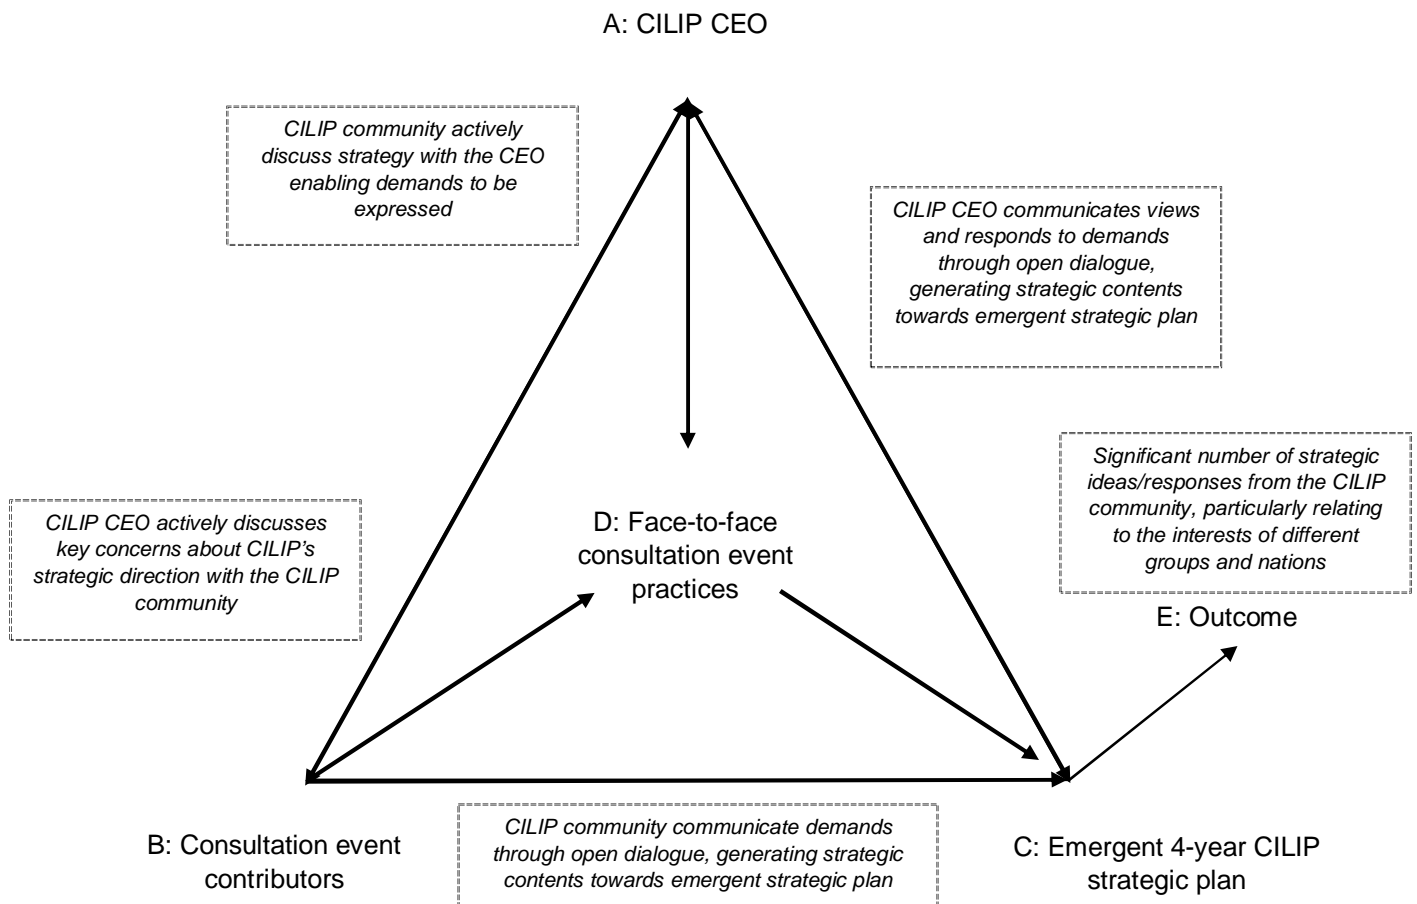 A: CILIP CEO
CILIP community actively
discuss strategy with the CEO
enabling demands to be
expressed
CILIP CEO communicates views
and responds to demands
through open dialogue,
generating strategic contents
towards emergent strategic plan
Significant number of strategic
ideas/responses from the CILIP
community, particularly relating
to the interests of different
groups and nations
CILIP CEO actively discusses
key concerns about CILIP’s
strategic direction with the CILIP
community
D: Face-to-face
consultation event
practices
E: Outcome
B: Consultation event
contributors
CILIP community communicate demands
through open dialogue, generating strategic
contents towards emergent strategic plan
C: Emergent 4-year CILIP
strategic plan